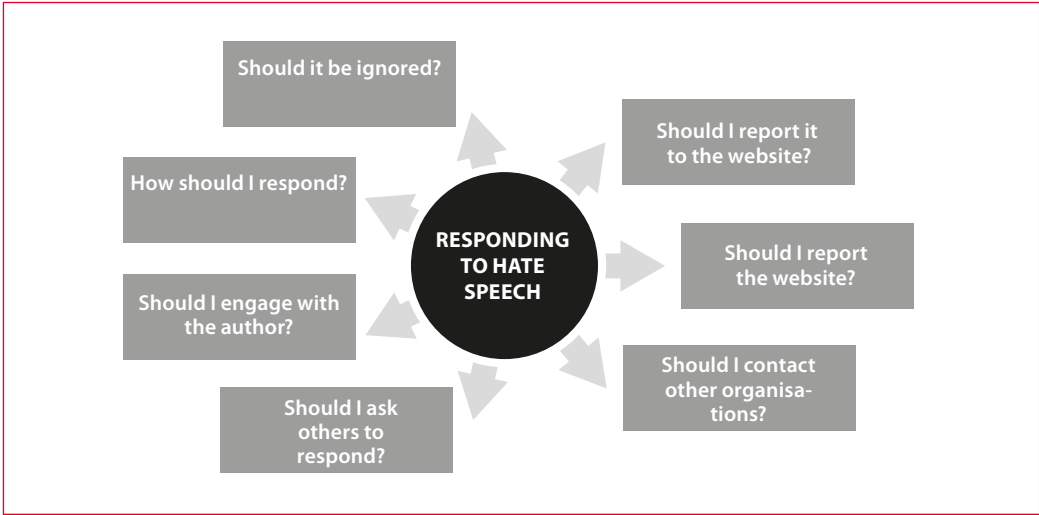 Should it be ignored?
Should I report it
to the website?
How should I respond?
RESPONDING
TO HATE
SPEECH
Should I report
the website?
Should I engage with
the author?
Should I contact
other organisa-
tions?
Should I ask
others to
respond?